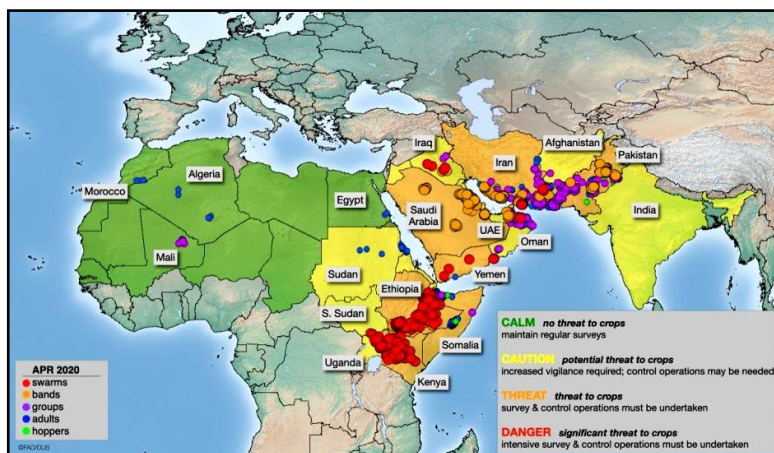 Iraq
Afghanistan
Iran
Pakistan
Algeria
Morocco
Egypt
Saudi
Arabia
India
UAE
Oman
Mali
Sudan
Yemen
Ethiopia
S. Sudan
Somalia
Uganda
Kenya
APR 2020
swarms
bands
groups
adults
hoppers
©FAO/DLIS
CALM no threat to crops
maintain regular surveys
CAUTION potential threat to crops
increased vigilance required; control operations may be needed
THREAT threat to crops
survey & control operations must be undertaken
DANGER significant threat to crops
intensive survey & control operations must be undertaken